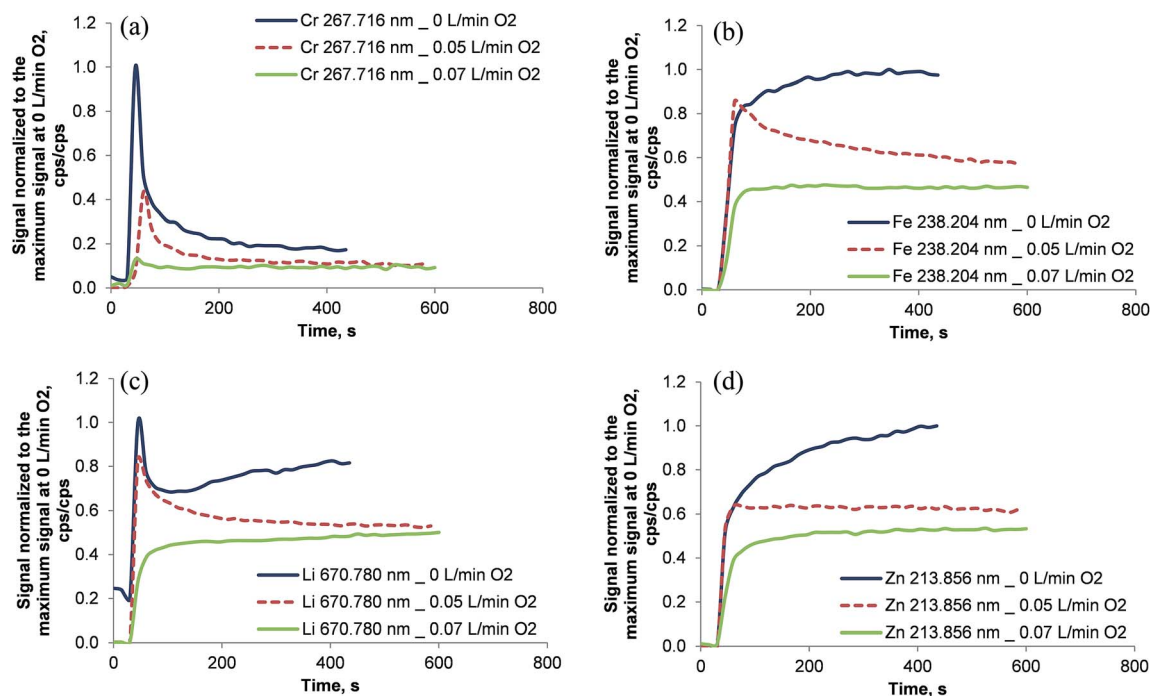 (a)
Signal normalized to the
maximum signal at 0 L/min O2,
cps/cps
1.2
1.0
0.8
0.6
0.4
0.2
0.0
Cr 267.716 nm _ 0 L/min O2
Cr 267.716 nm _ 0.05 L/min O2
Cr 267.716 nm _ 0.07 L/min O2
0 200 400 600 800
Time, s
(b)
Signal normalized to the
maximum signal at 0 L/min O2,
cps/cps
1.2
1.0
0.8
0.6
0.4
0.2
0.0
Fe 238.204 nm _ 0 L/min O2
Fe 238.204 nm _ 0.05 L/min O2
Fe 238.204 nm _ 0.07 L/min O2
0 200 400 600 800
Time, s
(c)
Signal normalized to the
maximum signal at 0 L/min O2,
cps/cps
1.2
1.0
0.8
0.6
0.4
0.2
0.0
Li 670.780 nm _ 0 L/min O2
Li 670.780 nm _ 0.05 L/min O2
Li 670.780 nm _ 0.07 L/min O2
0 200 400 600 800
Time, s
(d)
Signal normalized to the
maximum signal at 0 L/min O2,
cps/cps
1.2
1.0
0.8
0.6
0.4
0.2
0.0
Zn 213.856 nm _ 0 L/min O2
Zn 213.856 nm _ 0.05 L/min O2
Zn 213.856 nm _ 0.07 L/min O2
0 200 400 600 800
Time, s